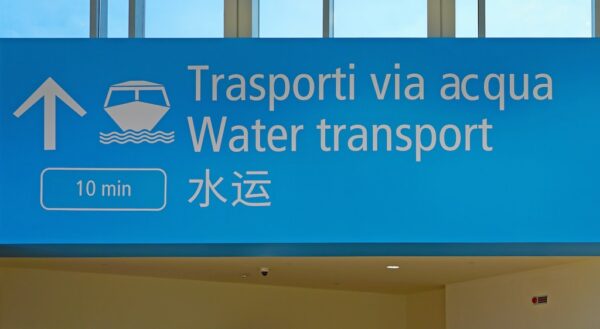 Trasporti via acqua
Water transport
水运
10 min